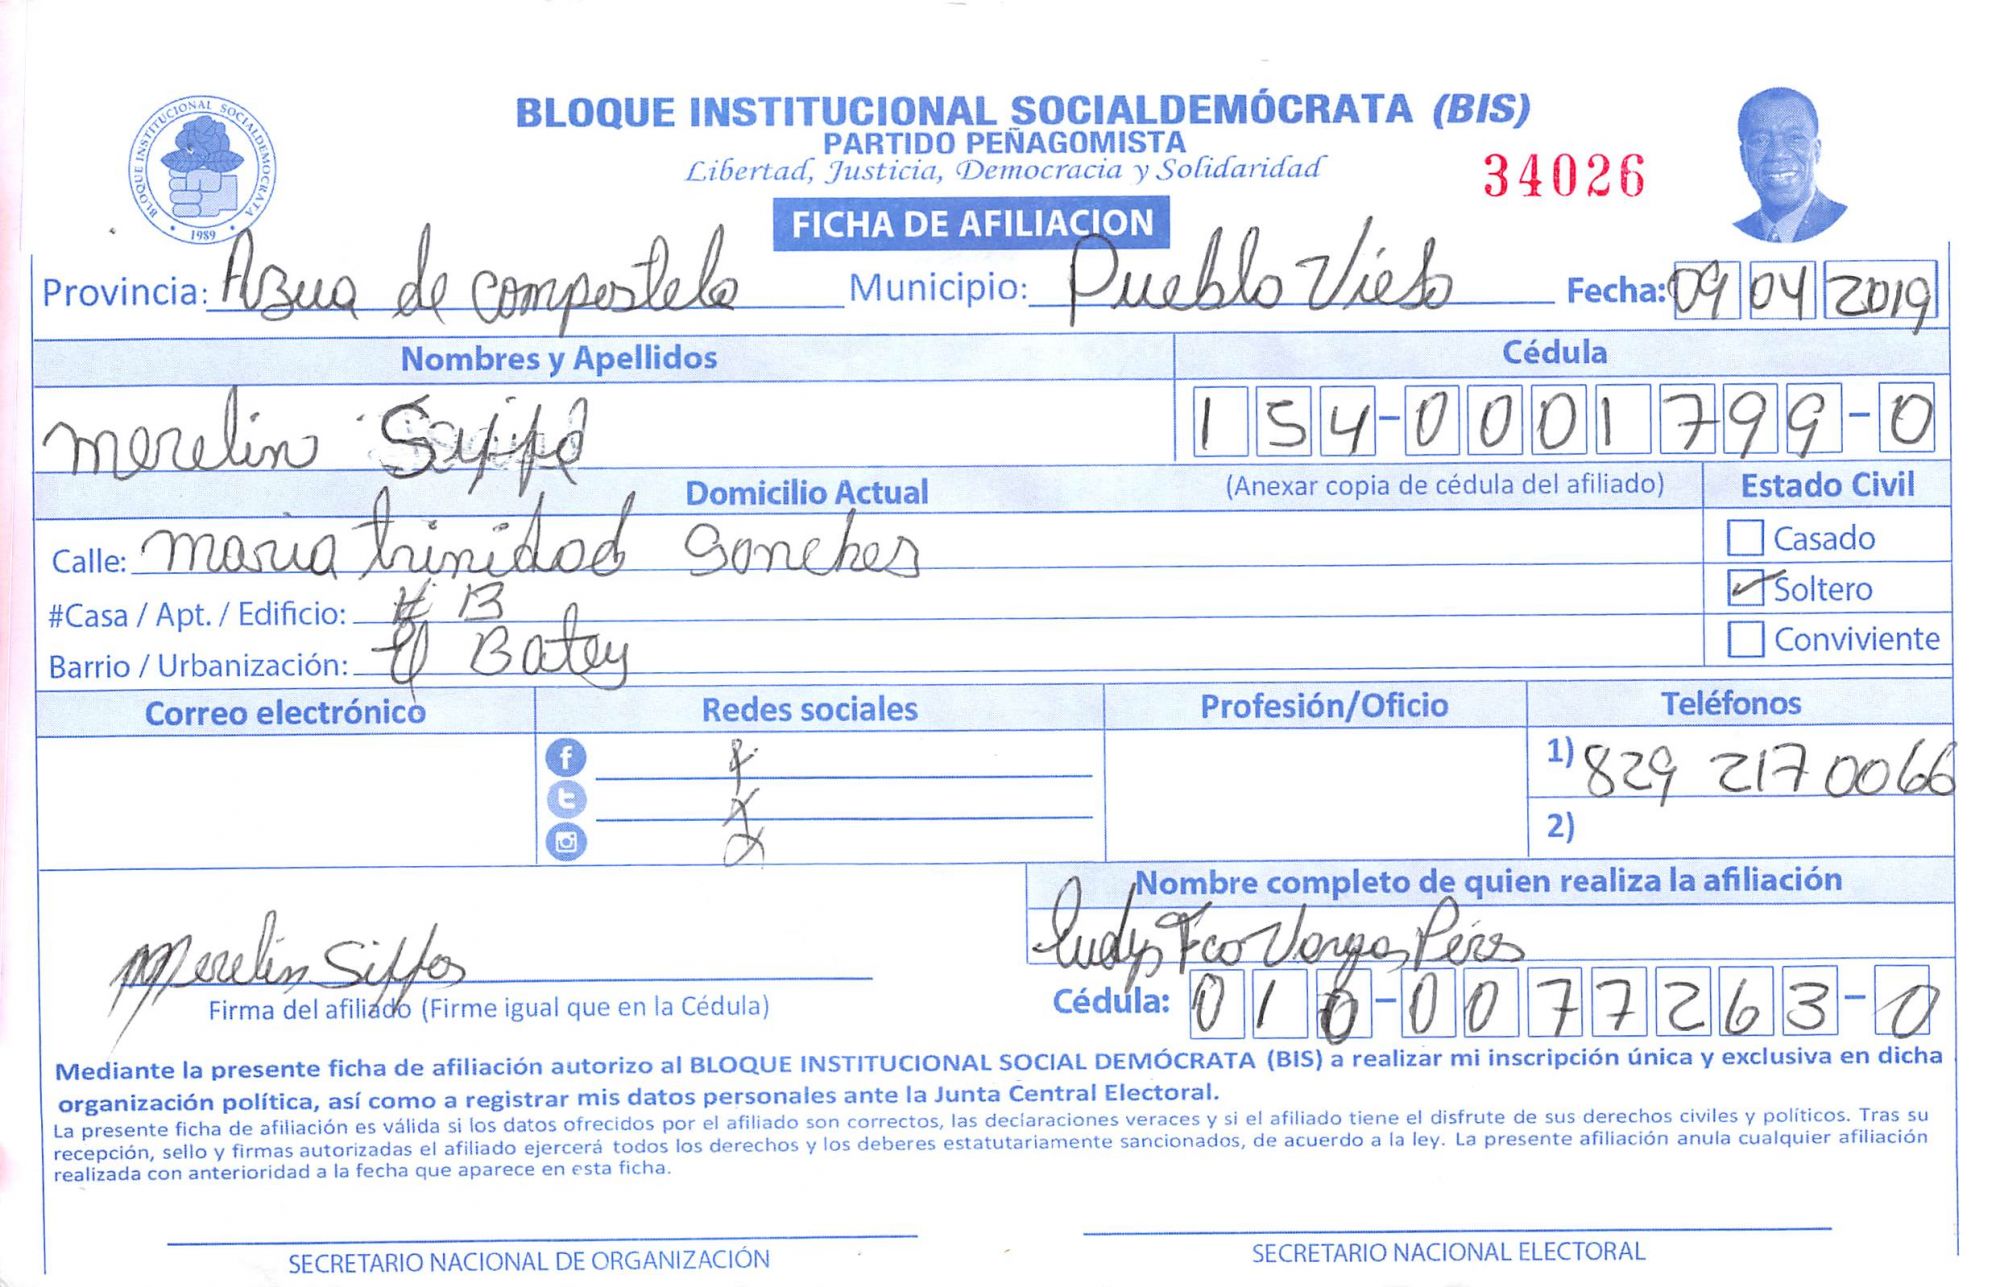 BLOQUE INSTITUCIONAL SOCIALDEMOCRATA
1989
BLOQUE INSTITUCIONAL SOCIALDEMÓCRATA (BIS)
PARTIDO PEÑAGOMISTA
Libertad, Justicia, Democracia y Solidaridad
34026
FICHA DE AFILIACION
Provincia: Azua de compostela Municipio: Pueblo Viejo Fecha: 09 04 2019
Nombres y Apellidos Cédula
merelin 154-0001799-0
Domicilio Actual (Anexar copia de cédula del afiliado) Estado Civil
Calle: maria trinidad sanches Casado
#Casa / Apt. / Edificio: # 13 Soltero
Barrio / Urbanización: el Batey Conviviente
Correo electrónico Redes sociales Profesión/Oficio Teléfonos
1) 829 217 0066
2)
Nombre completo de quien realiza la afiliación
Merelin Fco Vargas
Firma del afiliado (Firme igual que en la Cédula) Cédula: 010-0077263-0
Mediante la presente ficha de afiliación autorizo al BLOQUE INSTITUCIONAL SOCIAL DEMÓCRATA (BIS) a realizar mi inscripción única y exclusiva en dicha
organización política, así como a registrar mis datos personales ante la Junta Central Electoral.
La presente ficha de afiliación es válida si los datos ofrecidos por el afiliado son correctos, las declaraciones veraces y si el afiliado tiene el disfrute de sus derechos civiles y políticos. Tras su
recepción, sello y firmas autorizadas el afiliado ejercerá todos los derechos y los deberes estatutariamente sancionados, de acuerdo a la ley. La presente afiliación anula cualquier afiliación
realizada con anterioridad a la fecha que aparece en esta ficha.
SECRETARIO NACIONAL DE ORGANIZACIÓN SECRETARIO NACIONAL ELECTORAL